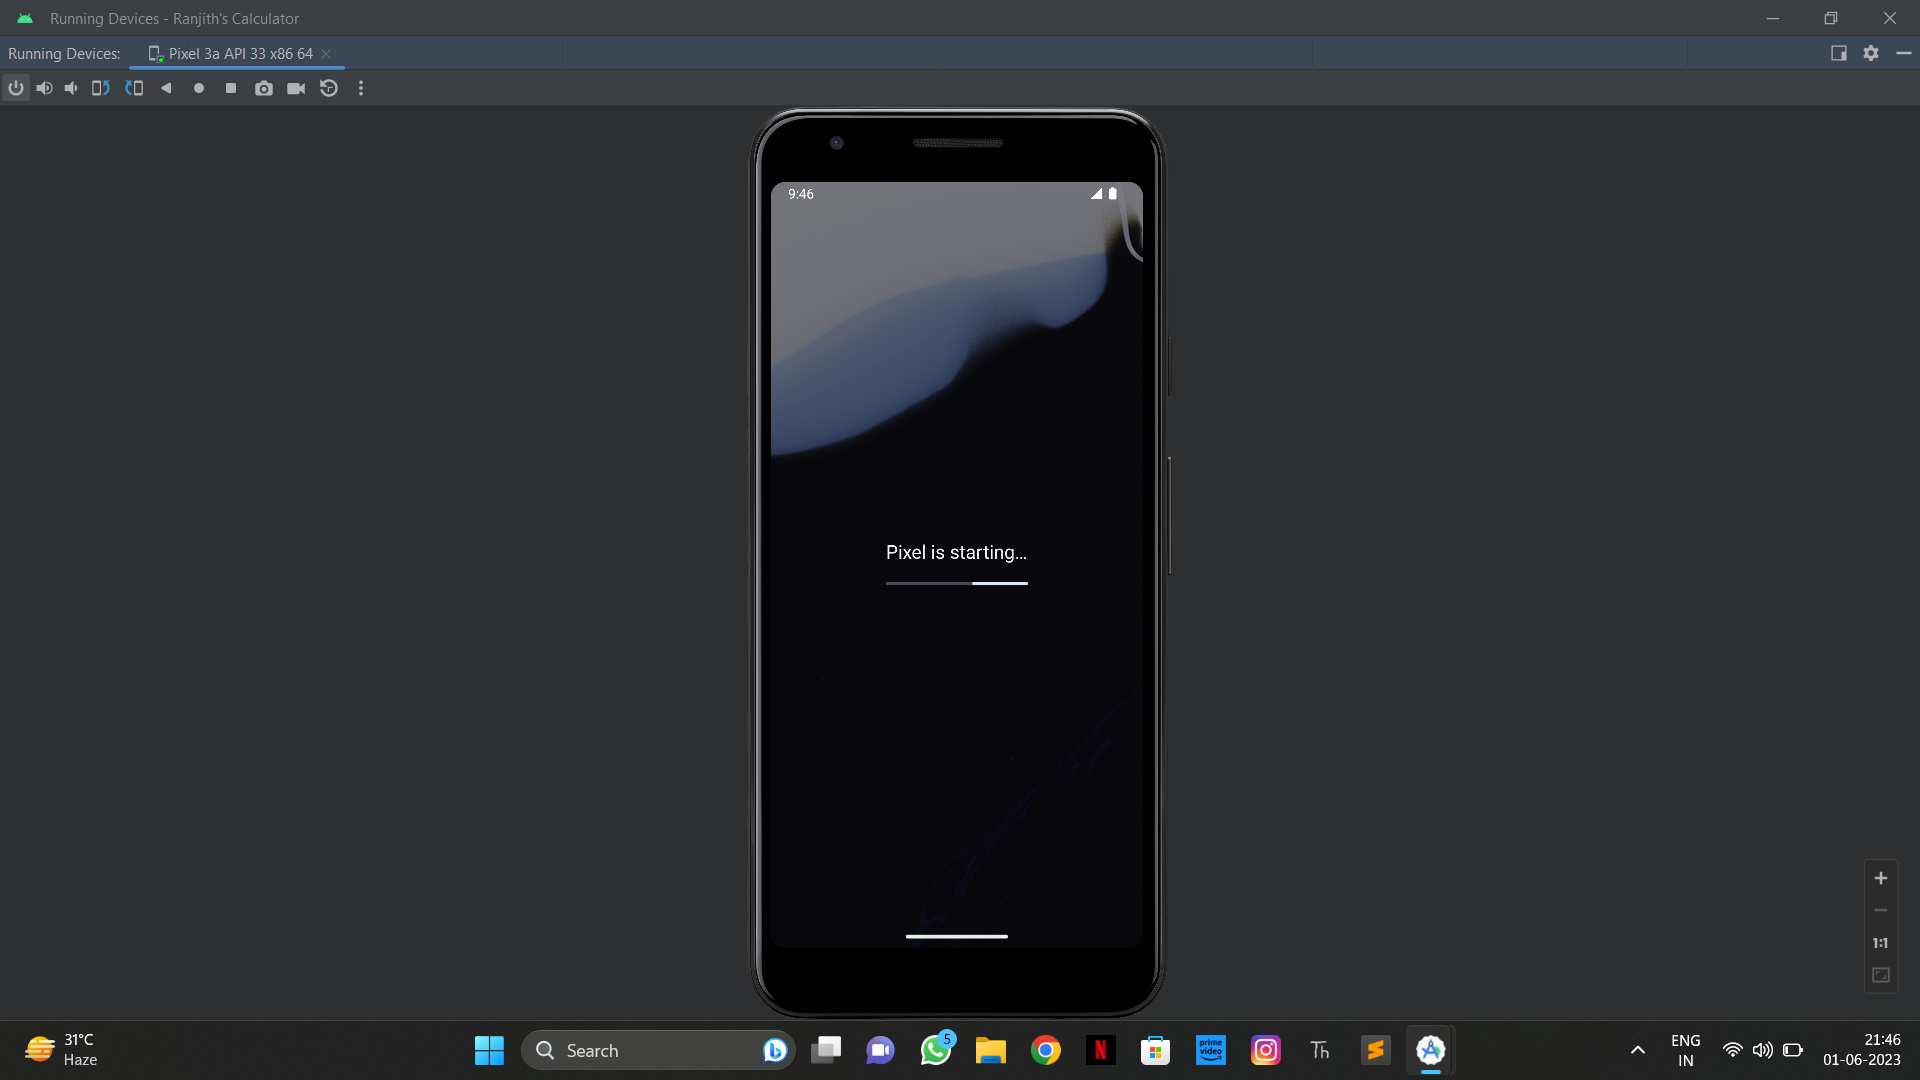 Running Devices - Ranjith's Calculator
Running Devices:
Pixel 3a API 33 x86 64
9:46
Pixel is starting...
1:1
31°C
Haze
Search
5
N
prime
video
Th
ENG
IN
21:46
01-06-2023